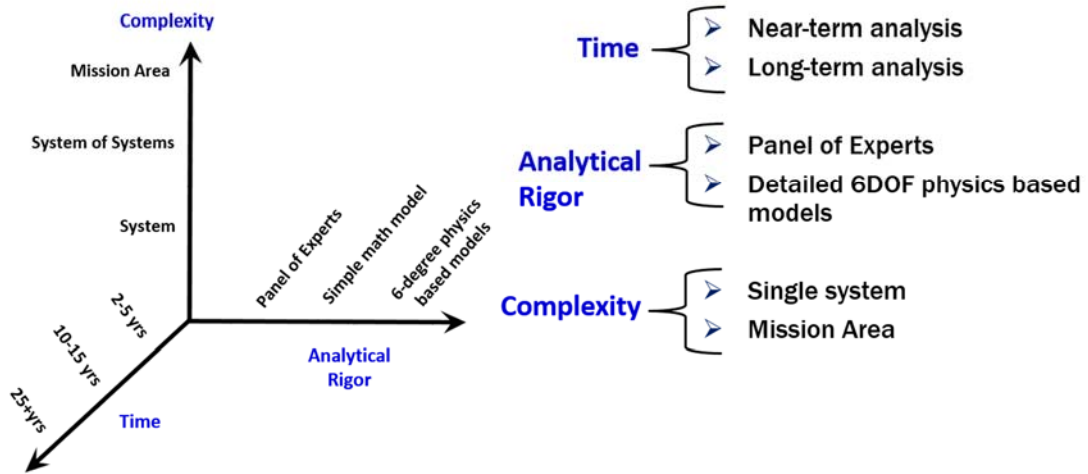 Complexity
Mission Area
System of Systems
System
Panel of Experts
Simple math model
6-degree physics
based models
Analytical
Rigor
2-5 yrs
10-15 yrs
25+yrs
Time
Time
Near-term analysis
Long-term analysis
Analytical
Rigor
Panel of Experts
Detailed 6DOF physics based
models
Complexity
Single system
Mission Area